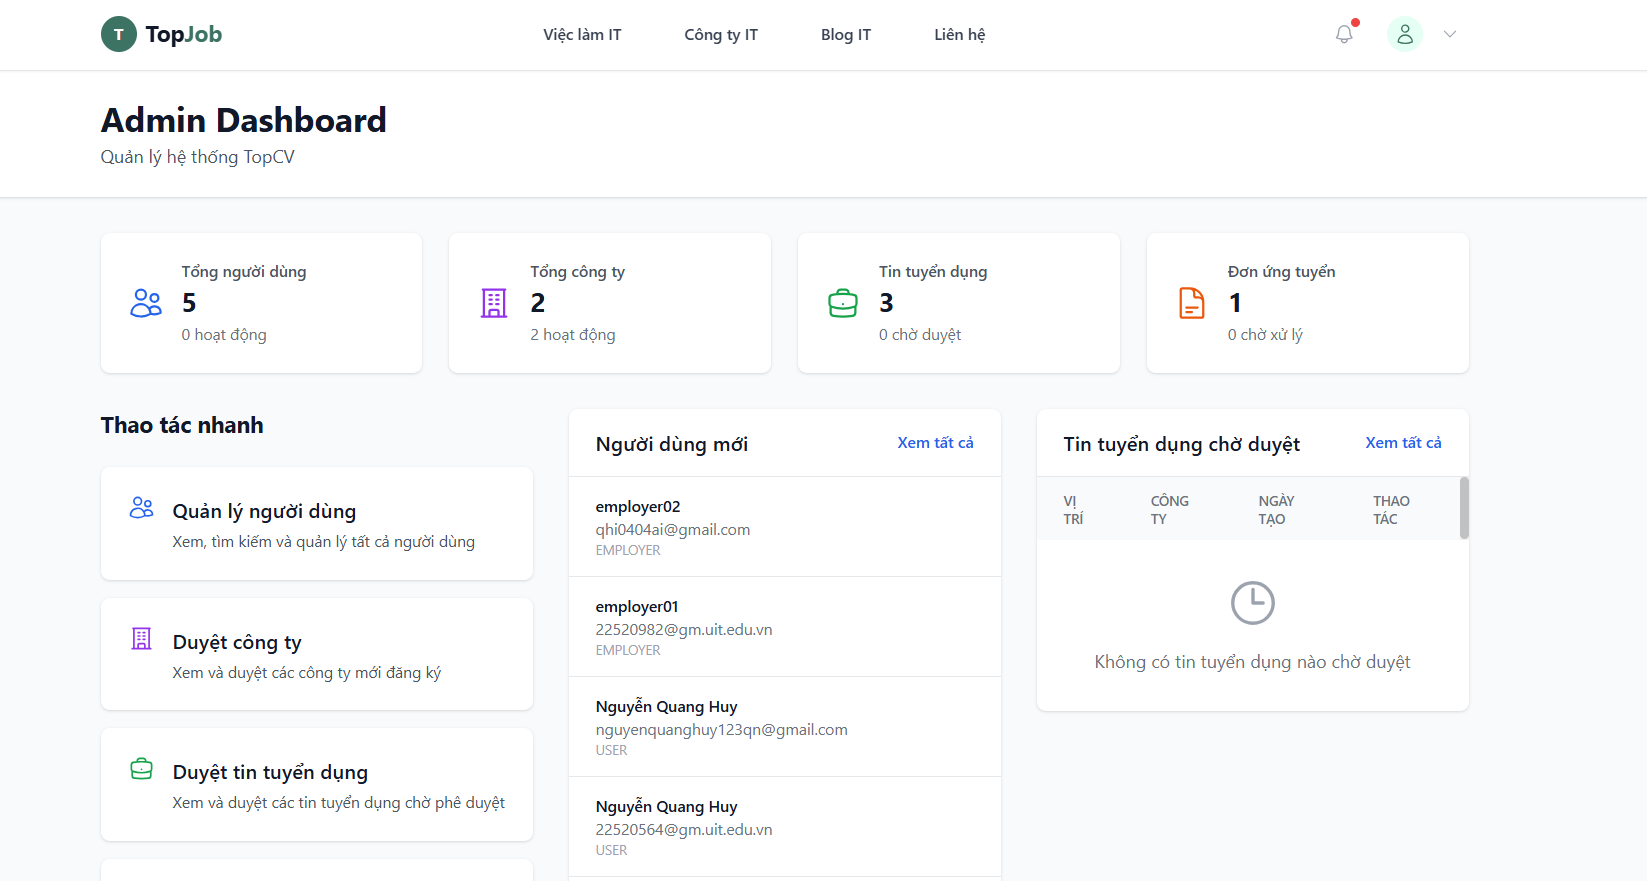 T TopJob
Việc làm IT
Công ty IT
Blog IT
Liên hệ
Admin Dashboard
Quản lý hệ thống TopCV
Tổng người dùng
5
0 hoạt động
Tổng công ty
2
2 hoạt động
Tin tuyển dụng
3
0 chờ duyệt
Đơn ứng tuyển
1
0 chờ xử lý
Thao tác nhanh
Quản lý người dùng
Xem, tìm kiếm và quản lý tất cả người dùng
Duyệt công ty
Xem và duyệt các công ty mới đăng ký
Duyệt tin tuyển dụng
Xem và duyệt các tin tuyển dụng chờ phê duyệt
Người dùng mới
Xem tất cả
employer02
qhi0404ai@gmail.com
EMPLOYER
employer01
22520982@gm.uit.edu.vn
EMPLOYER
Nguyễn Quang Huy
nguyenquanghuy123qn@gmail.com
USER
Nguyễn Quang Huy
22520564@gm.uit.edu.vn
USER
Tin tuyển dụng chờ duyệt
Xem tất cả
VỊ
TRÍ
CÔNG
TY
NGÀY
TẠO
THAO
TÁC
Không có tin tuyển dụng nào chờ duyệt